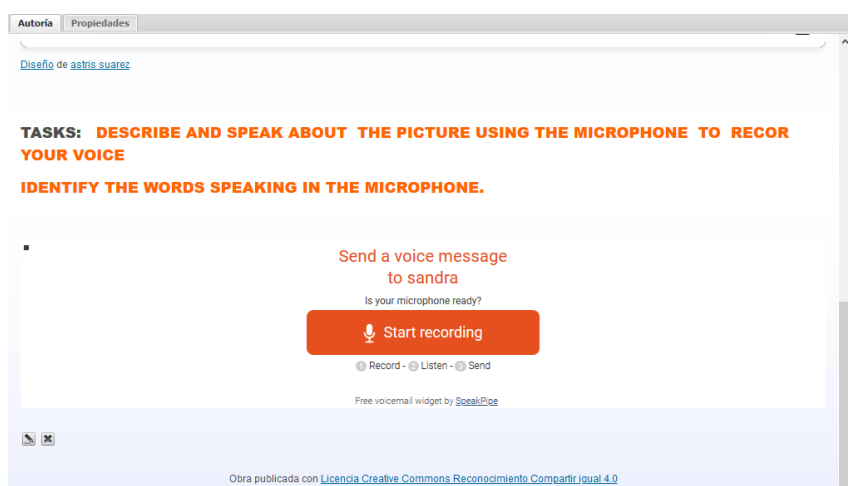 Autoría Propiedades
Diseño de astris suarez
TASKS: DESCRIBE AND SPEAK ABOUT THE PICTURE USING THE MICROPHONE TO RECOR
YOUR VOICE
IDENTIFY THE WORDS SPEAKING IN THE MICROPHONE.
Send a voice message
to sandra
Is your microphone ready?
Start recording
1 Record - 2 Listen - 3 Send
Free voicemail widget by SpeakPipe
Obra publicada con Licencia Creative Commons Reconocimiento Compartir igual 4.0